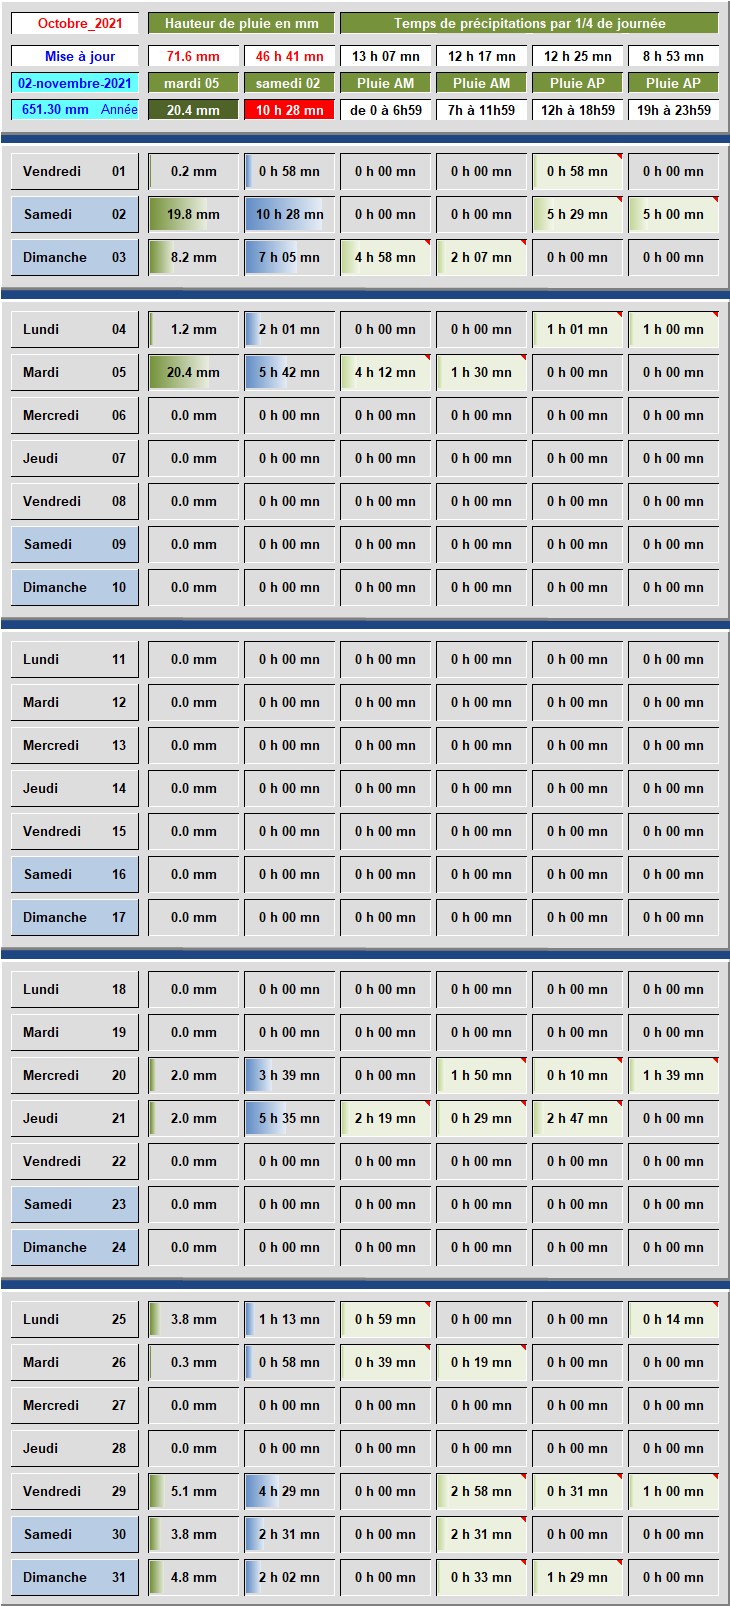 Octobre_2021 Hauteur de pluie en mm Temps de précipitations par 1/4 de journée
Mise à jour 71.6 mm 46 h 41 mn 13 h 07 mn 12 h 17 mn 12 h 25 mn 8 h 53 mn
02-novembre-2021 mardi 05 samedi 02 Pluie AM Pluie AM Pluie AP Pluie AP
651.30 mm Année 20.4 mm 10 h 28 mn de 0 à 6h59 7h à 11h59 12h à 18h59 19h à 23h59
Vendredi 01 0.2 mm 0 h 58 mn 0 h 00 mn 0 h 00 mn 0 h 58 mn 0 h 00 mn
Samedi 02 19.8 mm 10 h 28 mn 0 h 00 mn 0 h 00 mn 5 h 29 mn 5 h 00 mn
Dimanche 03 8.2 mm 7 h 05 mn 4 h 58 mn 2 h 07 mn 0 h 00 mn 0 h 00 mn
Lundi 04 1.2 mm 2 h 01 mn 0 h 00 mn 0 h 00 mn 1 h 01 mn 1 h 00 mn
Mardi 05 20.4 mm 5 h 42 mn 4 h 12 mn 1 h 30 mn 0 h 00 mn 0 h 00 mn
Mercredi 06 0.0 mm 0 h 00 mn 0 h 00 mn 0 h 00 mn 0 h 00 mn 0 h 00 mn
Jeudi 07 0.0 mm 0 h 00 mn 0 h 00 mn 0 h 00 mn 0 h 00 mn 0 h 00 mn
Vendredi 08 0.0 mm 0 h 00 mn 0 h 00 mn 0 h 00 mn 0 h 00 mn 0 h 00 mn
Samedi 09 0.0 mm 0 h 00 mn 0 h 00 mn 0 h 00 mn 0 h 00 mn 0 h 00 mn
Dimanche 10 0.0 mm 0 h 00 mn 0 h 00 mn 0 h 00 mn 0 h 00 mn 0 h 00 mn
Lundi 11 0.0 mm 0 h 00 mn 0 h 00 mn 0 h 00 mn 0 h 00 mn 0 h 00 mn
Mardi 12 0.0 mm 0 h 00 mn 0 h 00 mn 0 h 00 mn 0 h 00 mn 0 h 00 mn
Mercredi 13 0.0 mm 0 h 00 mn 0 h 00 mn 0 h 00 mn 0 h 00 mn 0 h 00 mn
Jeudi 14 0.0 mm 0 h 00 mn 0 h 00 mn 0 h 00 mn 0 h 00 mn 0 h 00 mn
Vendredi 15 0.0 mm 0 h 00 mn 0 h 00 mn 0 h 00 mn 0 h 00 mn 0 h 00 mn
Samedi 16 0.0 mm 0 h 00 mn 0 h 00 mn 0 h 00 mn 0 h 00 mn 0 h 00 mn
Dimanche 17 0.0 mm 0 h 00 mn 0 h 00 mn 0 h 00 mn 0 h 00 mn 0 h 00 mn
Lundi 18 0.0 mm 0 h 00 mn 0 h 00 mn 0 h 00 mn 0 h 00 mn 0 h 00 mn
Mardi 19 0.0 mm 0 h 00 mn 0 h 00 mn 0 h 00 mn 0 h 00 mn 0 h 00 mn
Mercredi 20 2.0 mm 3 h 39 mn 0 h 00 mn 1 h 50 mn 0 h 10 mn 1 h 39 mn
Jeudi 21 2.0 mm 5 h 35 mn 2 h 19 mn 0 h 29 mn 2 h 47 mn 0 h 00 mn
Vendredi 22 0.0 mm 0 h 00 mn 0 h 00 mn 0 h 00 mn 0 h 00 mn 0 h 00 mn
Samedi 23 0.0 mm 0 h 00 mn 0 h 00 mn 0 h 00 mn 0 h 00 mn 0 h 00 mn
Dimanche 24 0.0 mm 0 h 00 mn 0 h 00 mn 0 h 00 mn 0 h 00 mn 0 h 00 mn
Lundi 25 3.8 mm 1 h 13 mn 0 h 59 mn 0 h 00 mn 0 h 00 mn 0 h 14 mn
Mardi 26 0.3 mm 0 h 58 mn 0 h 39 mn 0 h 19 mn 0 h 00 mn 0 h 00 mn
Mercredi 27 0.0 mm 0 h 00 mn 0 h 00 mn 0 h 00 mn 0 h 00 mn 0 h 00 mn
Jeudi 28 0.0 mm 0 h 00 mn 0 h 00 mn 0 h 00 mn 0 h 00 mn 0 h 00 mn
Vendredi 29 5.1 mm 4 h 29 mn 0 h 00 mn 2 h 58 mn 0 h 31 mn 1 h 00 mn
Samedi 30 3.8 mm 2 h 31 mn 0 h 00 mn 2 h 31 mn 0 h 00 mn 0 h 00 mn
Dimanche 31 4.8 mm 2 h 02 mn 0 h 00 mn 0 h 33 mn 1 h 29 mn 0 h 00 mn